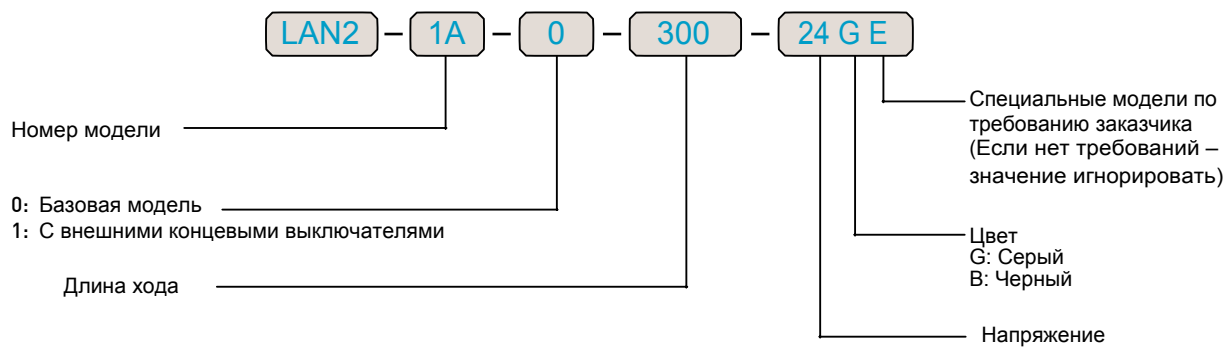 LAN2 – 1A – 0 – 300 – 24 G E
Специальные модели по
требованию заказчика
(Если нет требований –
значение игнорировать)
Номер модели
0: Базовая модель
1: С внешними концевыми выключателями
Цвет
G: Серый
B: Черный
Длина хода
Напряжение